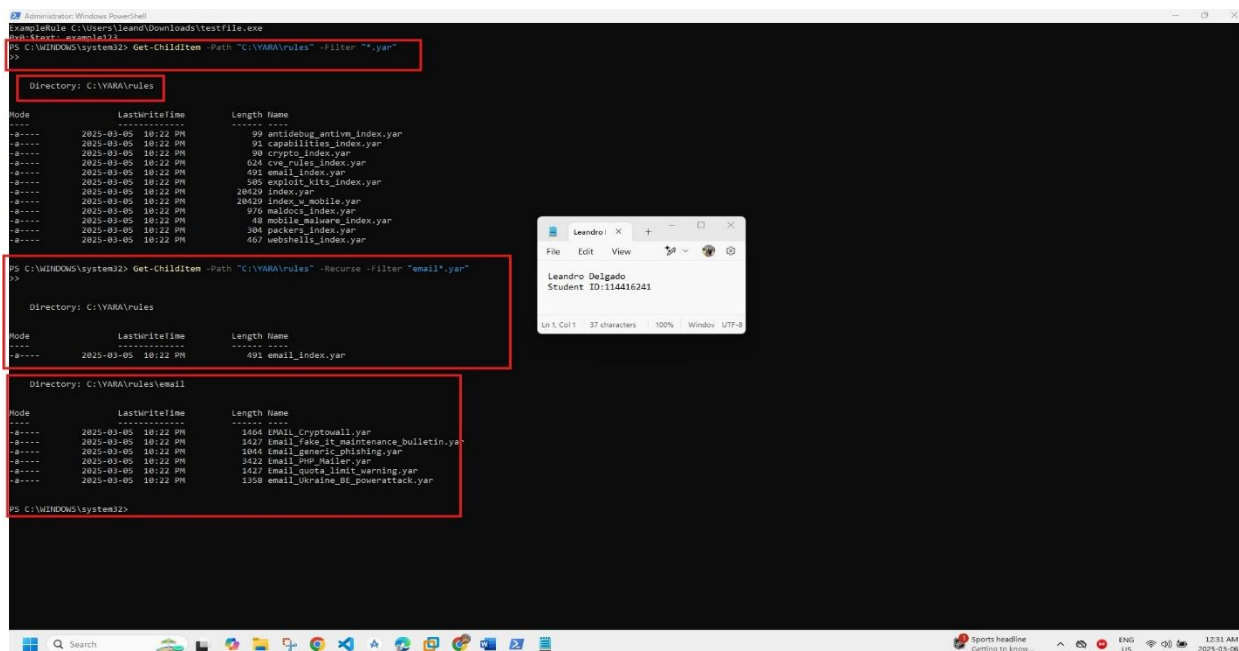 Administrator: Windows PowerShell
ExampleRule C:\Users\leand\Downloads\testfile.exe
0x0:$text: example123
PS C:\WINDOWS\system32> Get-ChildItem -Path "C:\YARA\rules" -Filter "*.yar"
>>
Directory: C:\YARA\rules
Mode LastWriteTime Length Name
---- ------------- ------ ----
-a---- 2025-03-05 10:22 PM 99 antidebug_antivm_index.yar
-a---- 2025-03-05 10:22 PM 91 capabilities_index.yar
-a---- 2025-03-05 10:22 PM 90 crypto_index.yar
-a---- 2025-03-05 10:22 PM 624 cve_rules_index.yar
-a---- 2025-03-05 10:22 PM 491 email_index.yar
-a---- 2025-03-05 10:22 PM 505 exploit_kits_index.yar
-a---- 2025-03-05 10:22 PM 20429 index.yar
-a---- 2025-03-05 10:22 PM 20429 index_w_mobile.yar
-a---- 2025-03-05 10:22 PM 976 maldocs_index.yar
-a---- 2025-03-05 10:22 PM 48 mobile_malware_index.yar
-a---- 2025-03-05 10:22 PM 304 packers_index.yar
-a---- 2025-03-05 10:22 PM 467 webshells_index.yar
PS C:\WINDOWS\system32> Get-ChildItem -Path "C:\YARA\rules" -Recurse -Filter "email*.yar"
>>
Directory: C:\YARA\rules
Mode LastWriteTime Length Name
---- ------------- ------ ----
-a---- 2025-03-05 10:22 PM 491 email_index.yar
Directory: C:\YARA\rules\email
Mode LastWriteTime Length Name
---- ------------- ------ ----
-a---- 2025-03-05 10:22 PM 1464 EMAIL_Cryptowall.yar
-a---- 2025-03-05 10:22 PM 1427 Email_fake_it_maintenance_bulletin.yar
-a---- 2025-03-05 10:22 PM 1044 Email_generic_phishing.yar
-a---- 2025-03-05 10:22 PM 3422 Email_PHP_Mailer.yar
-a---- 2025-03-05 10:22 PM 1427 Email_quota_limit_warning.yar
-a---- 2025-03-05 10:22 PM 1358 email_Ukraine_BE_powerattack.yar
PS C:\WINDOWS\system32>
Leandro
File Edit View
Leandro Delgado
Student ID:114416241
Ln 1, Col 1 37 characters 100% Window UTF-8
Search
Sports headline
Getting to know...
ENG
US
12:31 AM
2025-03-06